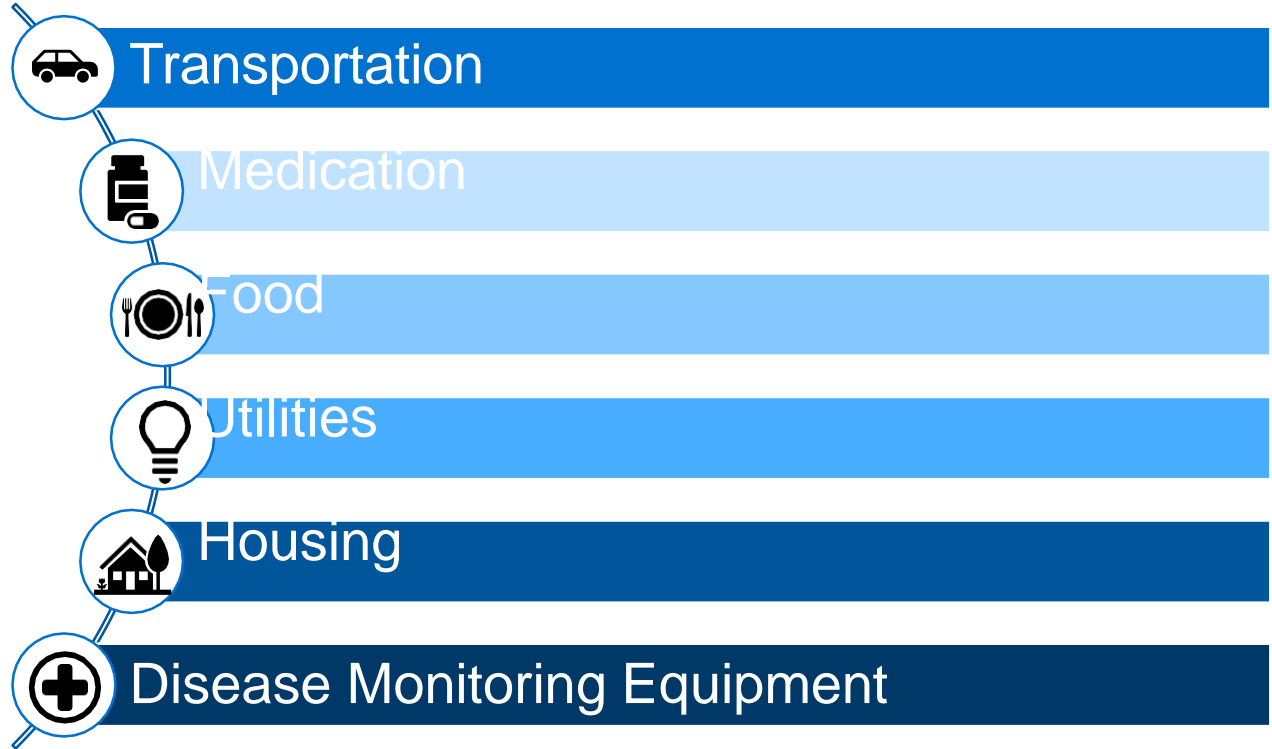 Transportation
Medication
Food
Utilities
Housing
Disease Monitoring Equipment